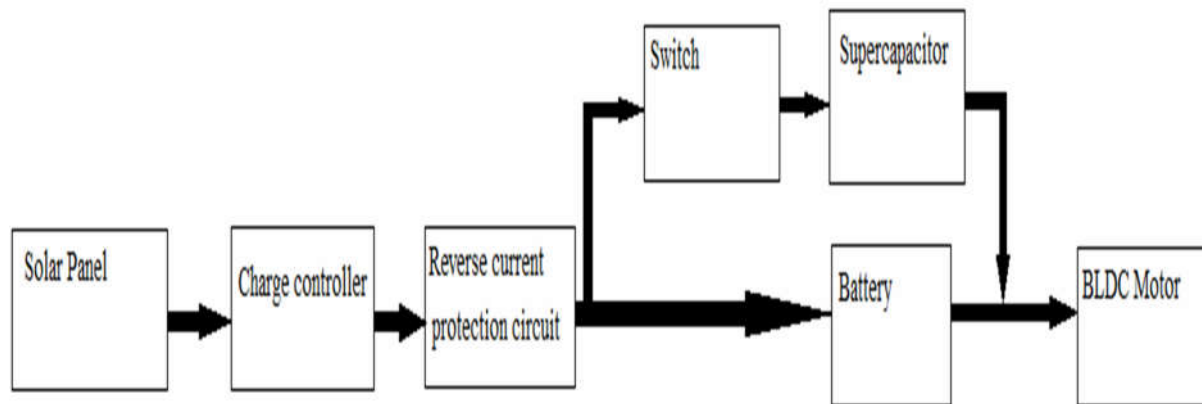 Switch
Supercapacitor
Solar Panel
Charge controller
Reverse current
protection circuit
Battery
BLDC Motor